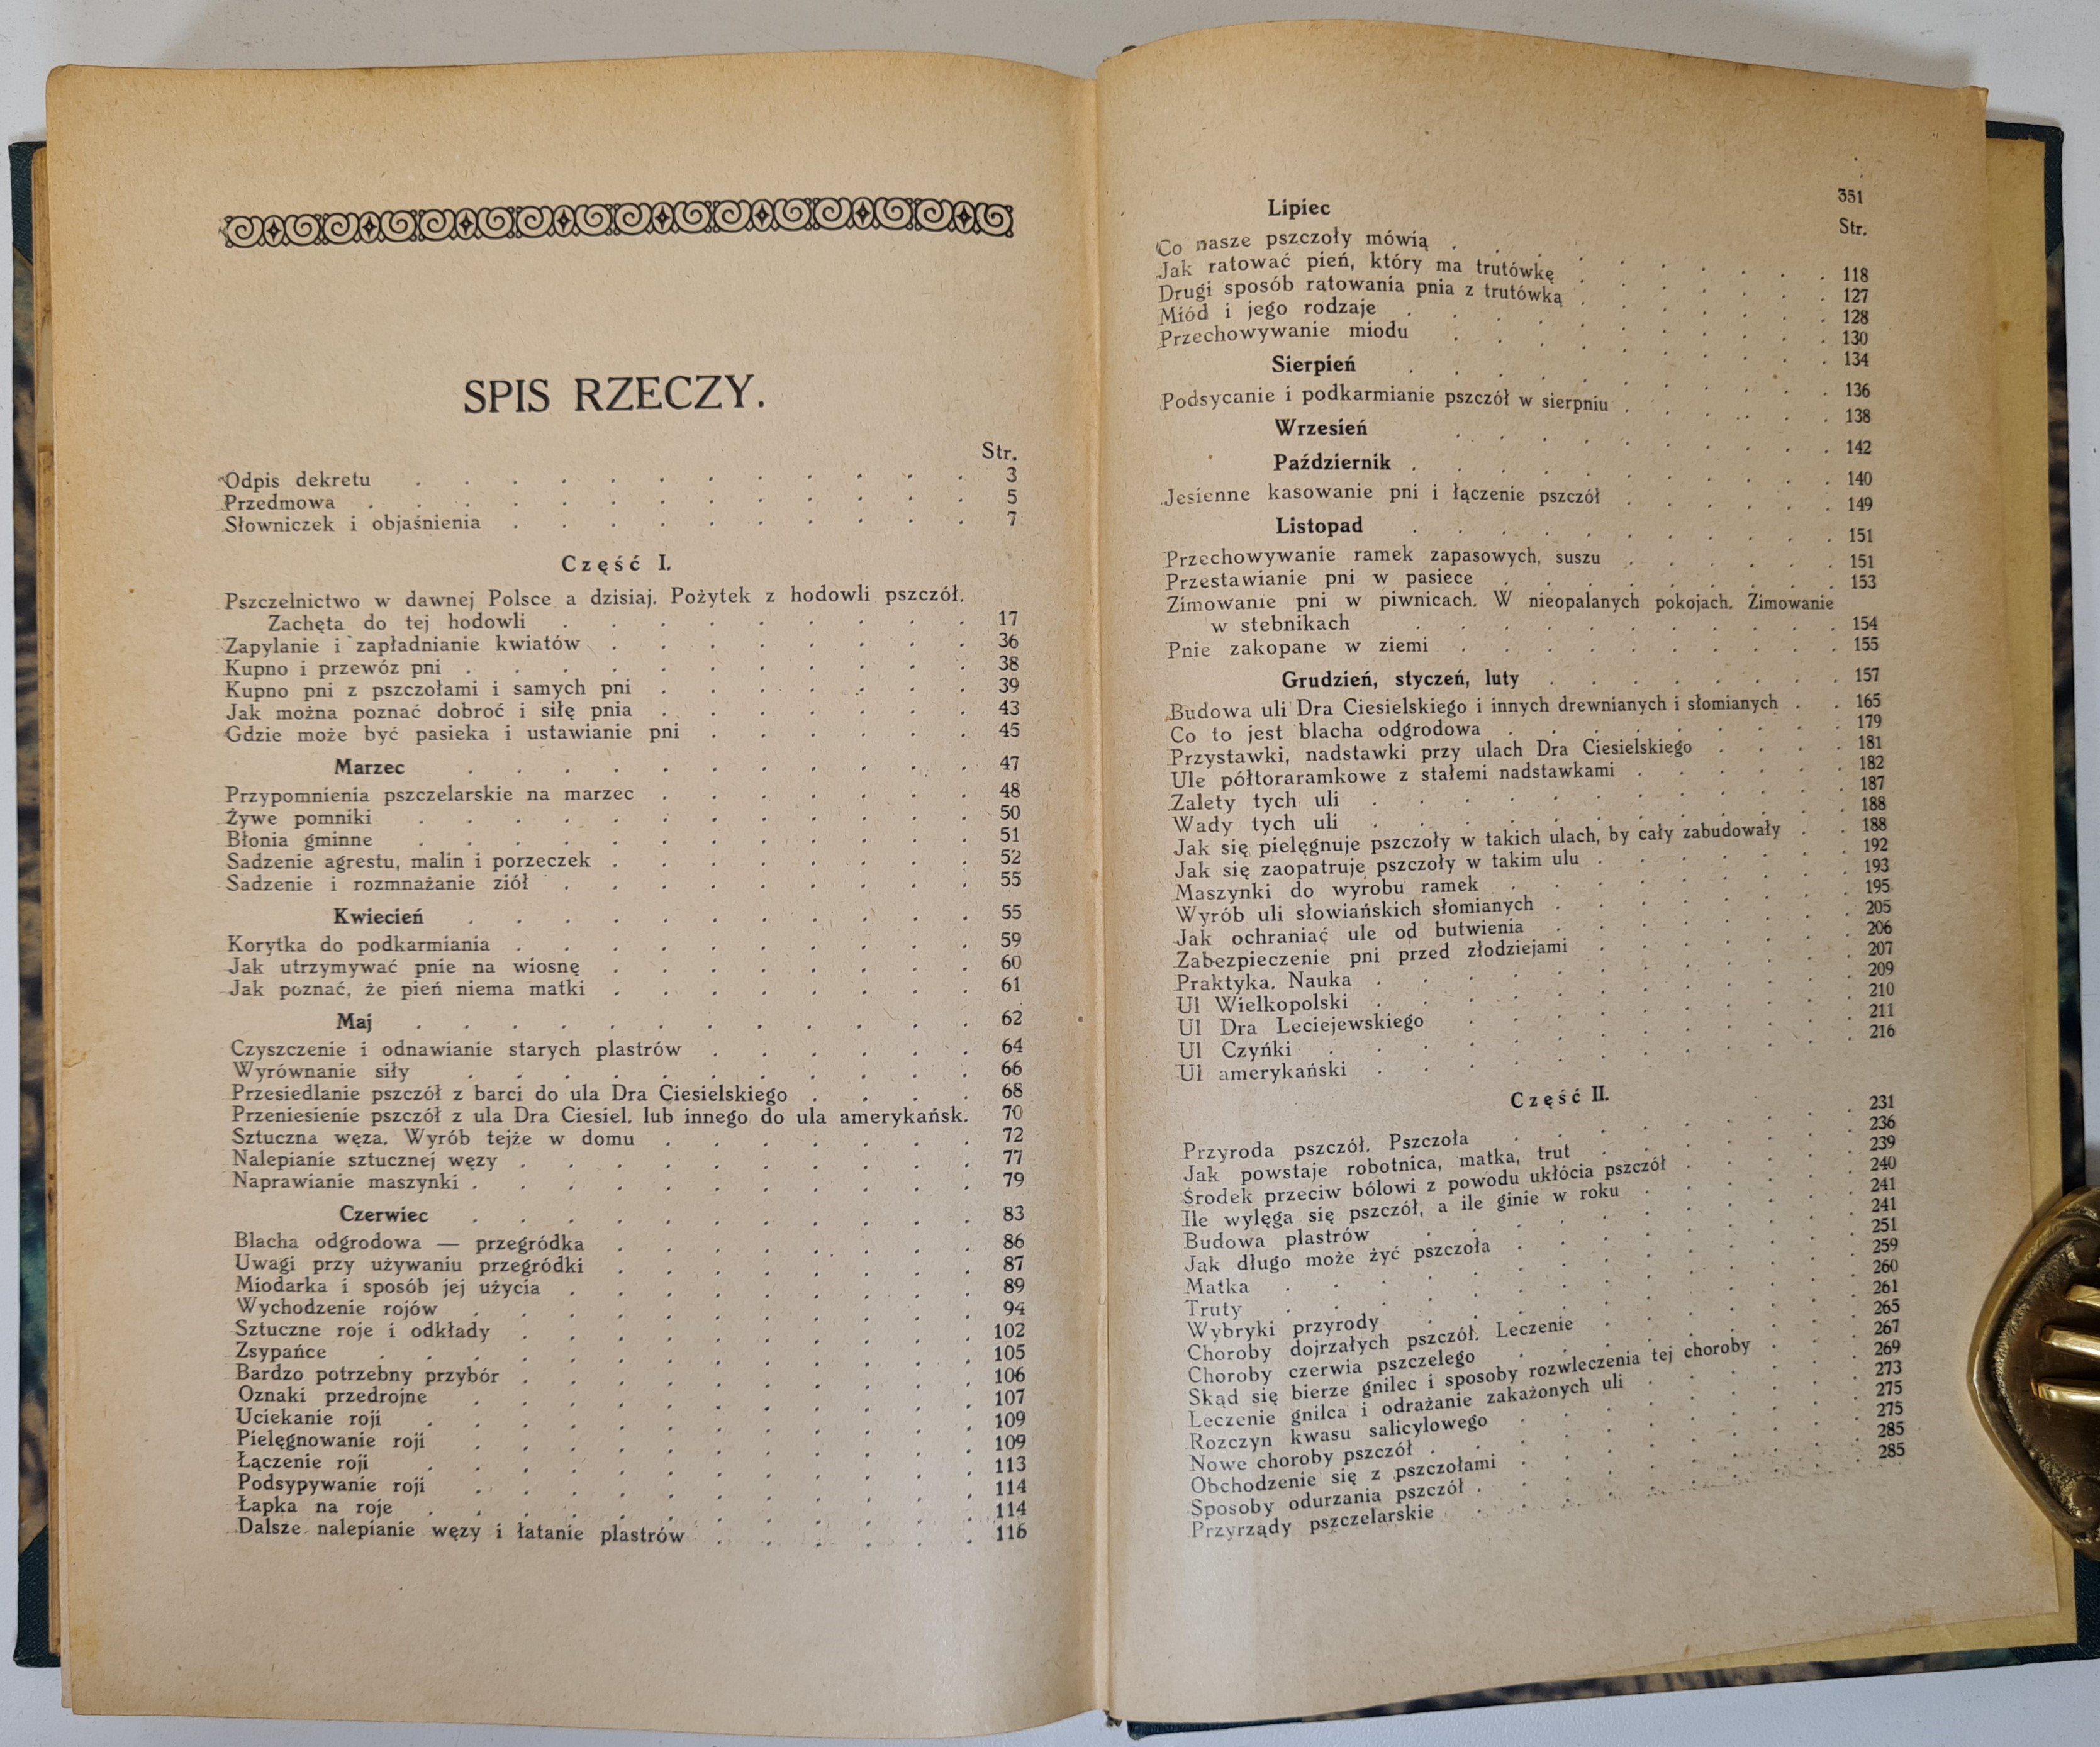 SPIS RZECZY.
Str.
Odpis dekretu . . . . . . . . . . . . 3
Przedmowa . . . . . . . . . . . . . 5
Słowniczek i objaśnienia . . . . . . . . . . 7
Część I.
Pszczelnictwo w dawnej Polsce a dzisiaj. Pożytek z hodowli pszczół.
Zachęta do tej hodowli . . . . . . . . . 17
Zapylanie i zapładnianie kwiatów . . . . . . . . 36
Kupno i przewóz pni . . . . . . . . . . . 38
Kupno pni z pszczołami i samych pni . . . . . . . 39
Jak można poznać dobroć i siłę pnia . . . . . . . 43
Gdzie może być pasieka i ustawianie pni . . . . . . 45
Marzec . . . . . . . . . . . 47
Przypomnienia pszczelarskie na marzec . . . . . . . 48
Żywe pomniki . . . . . . . . . . . . 50
Błonia gminne . . . . . . . . . . . . 51
Sadzenie agrestu, malin i porzeczek . . . . . . . . 52
Sadzenie i rozmnażanie ziół . . . . . . . . . 55
Kwiecień . . . . . . . . . . . 55
Korytka do podkarmiania . . . . . . . . . . 59
Jak utrzymywać pnie na wiosnę . . . . . . . . 60
Jak poznać, że pień niema matki . . . . . . . . 61
Maj . . . . . . . . . . . . 62
Czyszczenie i odnawianie starych plastrów . . . . . . 64
Wyrównanie siły . . . . . . . . . . . 66
Przesiedlanie pszczół z barci do ula Dra Ciesielskiego . . . . 68
Przeniesienie pszczół z ula Dra Ciesiel. lub innego do ula amerykańsk. 70
Sztuczna węza. Wyrób tejże w domu . . . . . . . 72
Nalepianie sztucznej węzy . . . . . . . . . . 77
Naprawianie maszynki . . . . . . . . . . . 79
Czerwiec . . . . . . . . . . . 83
Blacha odgrodowa — przegródka . . . . . . . . 86
Uwagi przy używaniu przegródki . . . . . . . . 87
Miodarka i sposób jej użycia . . . . . . . . . 89
Wychodzenie rojów . . . . . . . . . . . 94
Sztuczne roje i odkłady . . . . . . . . . . 102
Zsypańce . . . . . . . . . . . . . 105
Bardzo potrzebny przybór . . . . . . . . . . 106
Oznaki przedrojne . . . . . . . . . . . 107
Uciekanie roji . . . . . . . . . . . . 109
Pielęgnowanie roji . . . . . . . . . . . 109
Łączenie roji . . . . . . . . . . . . 113
Podsypywanie roji . . . . . . . . . . . 114
Łapka na roje . . . . . . . . . . . . 114
Dalsze nalepianie węzy i łatanie plastrów . . . . . . 116
351
Lipiec
Str.
Co nasze pszczoły mówią . . . . . . . . . 118
Jak ratować pień, który ma trutówkę . . . . . . 127
Drugi sposób ratowania pnia z trutówką . . . . . . 128
Miód i jego rodzaje . . . . . . . . . . 130
Przechowywanie miodu . . . . . . . . . 134
Sierpień . . . . . . . . . . 136
Podsycanie i podkarmianie pszczół w sierpniu . . . . . 138
Wrzesień . . . . . . . . . 142
Październik . . . . . . . . . . 140
Jesienne kasowanie pni i łączenie pszczół . . . . . 149
Listopad . . . . . . . . . . 151
Przechowywanie ramek zapasowych, suszu . . . . . 151
Przestawianie pni w pasiece . . . . . . . . 153
Zimowanie pni w piwnicach. W nieopalanych pokojach. Zimowanie
w stebnikach . . . . . . . . . . 154
Pnie zakopane w ziemi . . . . . . . . . 155
Grudzień, styczeń, luty . . . . . . . 157
Budowa uli Dra Ciesielskiego i innych drewnianych i słomianych . . 165
Co to jest blacha odgrodowa . . . . . . . . 179
Przystawki, nadstawki przy ulach Dra Ciesielskiego . . . . 181
Ule półtoraramkowe z stałemi nadstawkami . . . . . 182
Zalety tych uli . . . . . . . . . . . 187
Wady tych uli . . . . . . . . . . . 188
Jak się pielęgnuje pszczoły w takich ulach, by cały zabudowały . . 188
Jak się zaopatruje pszczoły w takim ulu . . . . . . 192
Maszynki do wyrobu ramek . . . . . . . . 193
Wyrób uli słowiańskich słomianych . . . . . . . 195
Jak ochraniać ule od butwienia . . . . . . . 205
Zabezpieczenie pni przed złodziejami . . . . . . 206
Praktyka. Nauka . . . . . . . . . . . 207
Ul Wielkopolski . . . . . . . . . . . 209
Ul Dra Leciejewskiego . . . . . . . . . 210
Ul Czyńki . . . . . . . . . . . . 211
Ul amerykański . . . . . . . . . . . 216
Część II.
Przyroda pszczół. Pszczoła . . . . . . . . 231
Jak powstaje robotnica, matka, trut . . . . . . 236
Środek przeciw bólowi z powodu ukłócia pszczół . . . . 239
Ile wylęga się pszczół, a ile ginie w roku . . . . . 240
Budowa plastrów . . . . . . . . . . 241
Jak długo może żyć pszczoła . . . . . . . . 241
Matka . . . . . . . . . . . . . 251
Truty . . . . . . . . . . . . . 259
Wybryki przyrody . . . . . . . . . . 260
Choroby dojrzałych pszczół. Leczenie . . . . . . 261
Choroby czerwia pszczelego . . . . . . . . 265
Skąd się bierze gnilec i sposoby rozwleczenia tej choroby . . 267
Leczenie gnilca i odrażanie zakażonych uli . . . . . 269
Rozczyn kwasu salicylowego . . . . . . . . 273
Nowe choroby pszczół . . . . . . . . . . 275
Obchodzenie się z pszczołami . . . . . . . . 275
Sposoby odurzania pszczół . . . . . . . . . 285
Przyrządy pszczelarskie . . . . . . . . . 285